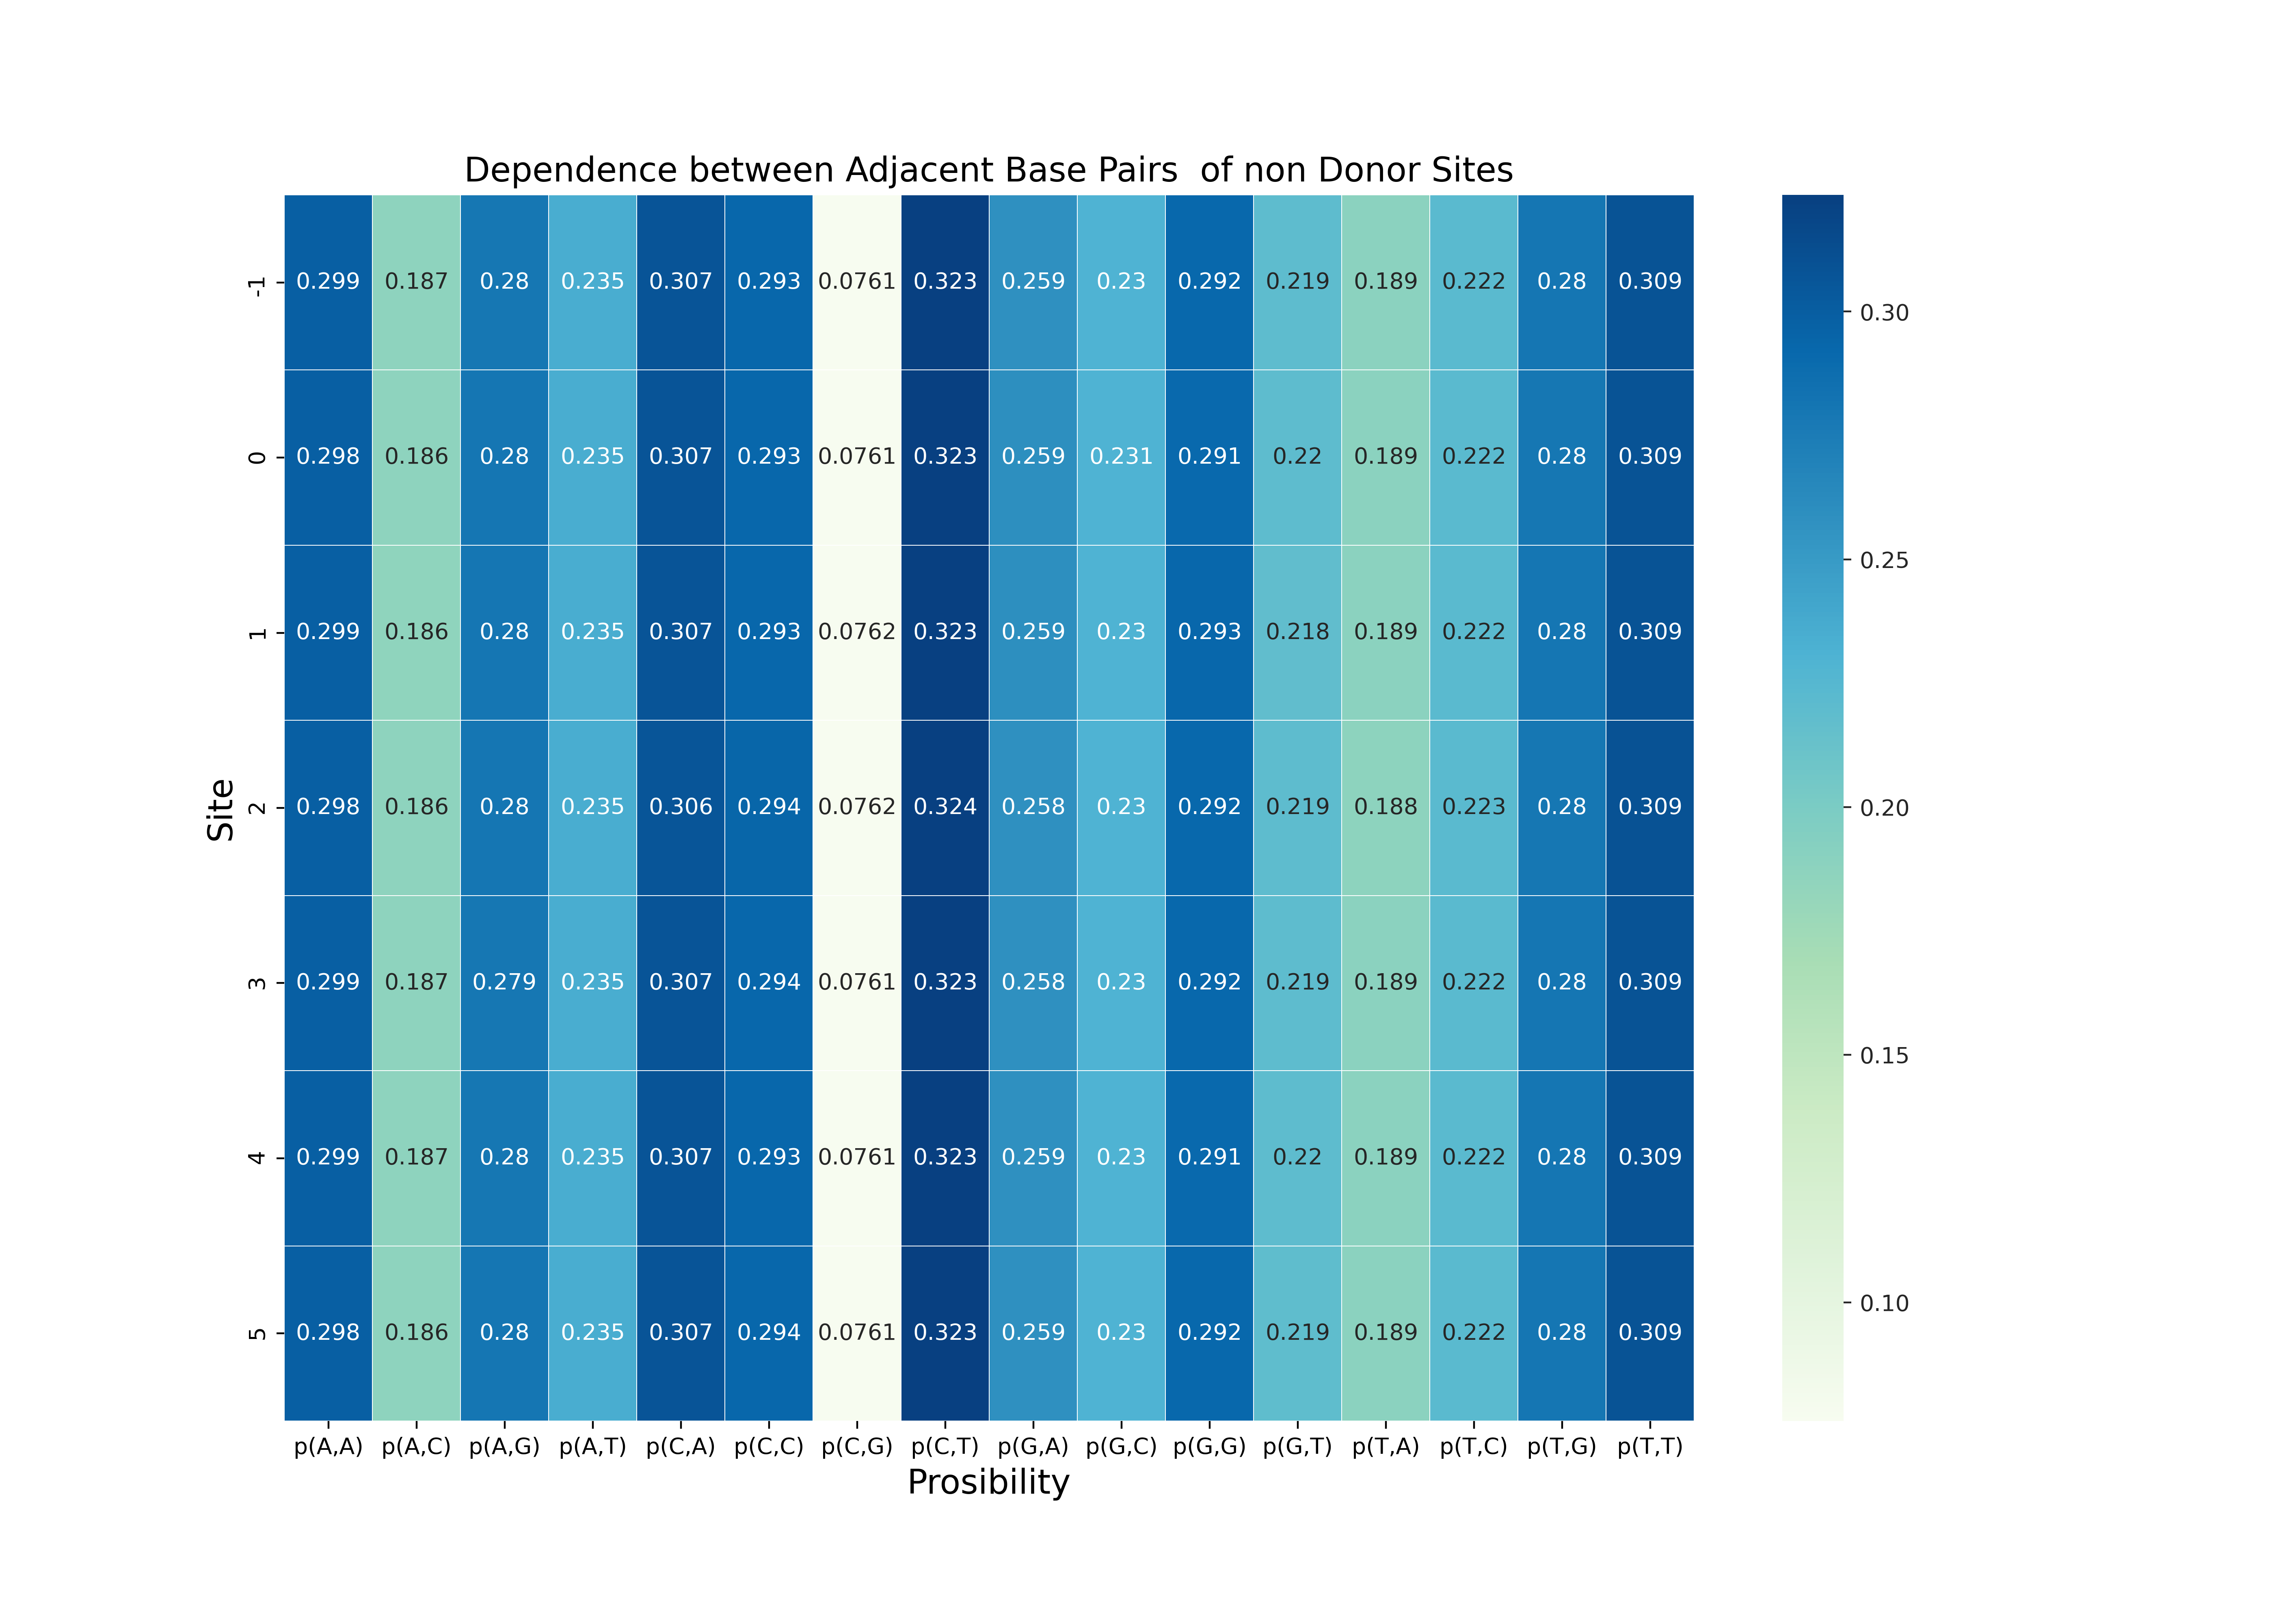 Dependence between Adjacent Base Pairs  of non Donor Sites
-1 0.299 0.187 0.28 0.235 0.307 0.293 0.0761 0.323 0.259 0.23 0.292 0.219 0.189 0.222 0.28 0.309
0 0.298 0.186 0.28 0.235 0.307 0.293 0.0761 0.323 0.259 0.231 0.291 0.22 0.189 0.222 0.28 0.309
1 0.299 0.186 0.28 0.235 0.307 0.293 0.0762 0.323 0.259 0.23 0.293 0.218 0.189 0.222 0.28 0.309
2 0.298 0.186 0.28 0.235 0.306 0.294 0.0762 0.324 0.258 0.23 0.292 0.219 0.188 0.223 0.28 0.309
3 0.299 0.187 0.279 0.235 0.307 0.294 0.0761 0.323 0.258 0.23 0.292 0.219 0.189 0.222 0.28 0.309
4 0.299 0.187 0.28 0.235 0.307 0.293 0.0761 0.323 0.259 0.23 0.291 0.22 0.189 0.222 0.28 0.309
5 0.298 0.186 0.28 0.235 0.307 0.294 0.0761 0.323 0.259 0.23 0.292 0.219 0.189 0.222 0.28 0.309
Site
p(A,A) p(A,C) p(A,G) p(A,T) p(C,A) p(C,C) p(C,G) p(C,T) p(G,A) p(G,C) p(G,G) p(G,T) p(T,A) p(T,C) p(T,G) p(T,T)
Prosibility
0.30
0.25
0.20
0.15
0.10